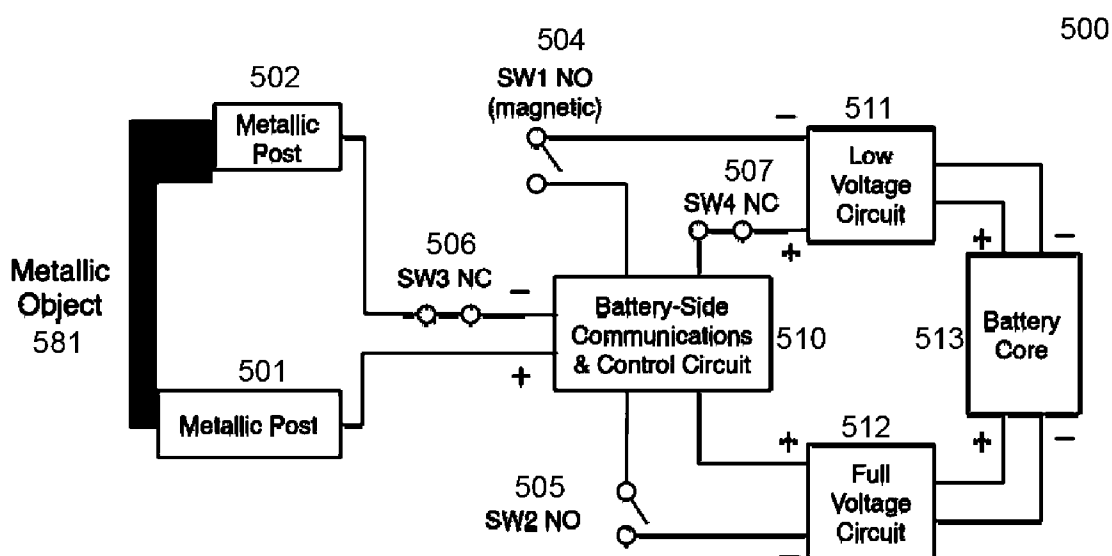 500
504
SW1 NO
(magnetic)
502
Metallic
Post
−
511
Low
Voltage
Circuit
507
SW4 NC
+
506
SW3 NC
−
+
−
Metallic
Object
581
Battery-Side
Communications
& Control Circuit
510
513
Battery
Core
501
Metallic Post
+
+
512
Full
Voltage
Circuit
+
−
505
SW2 NO
−